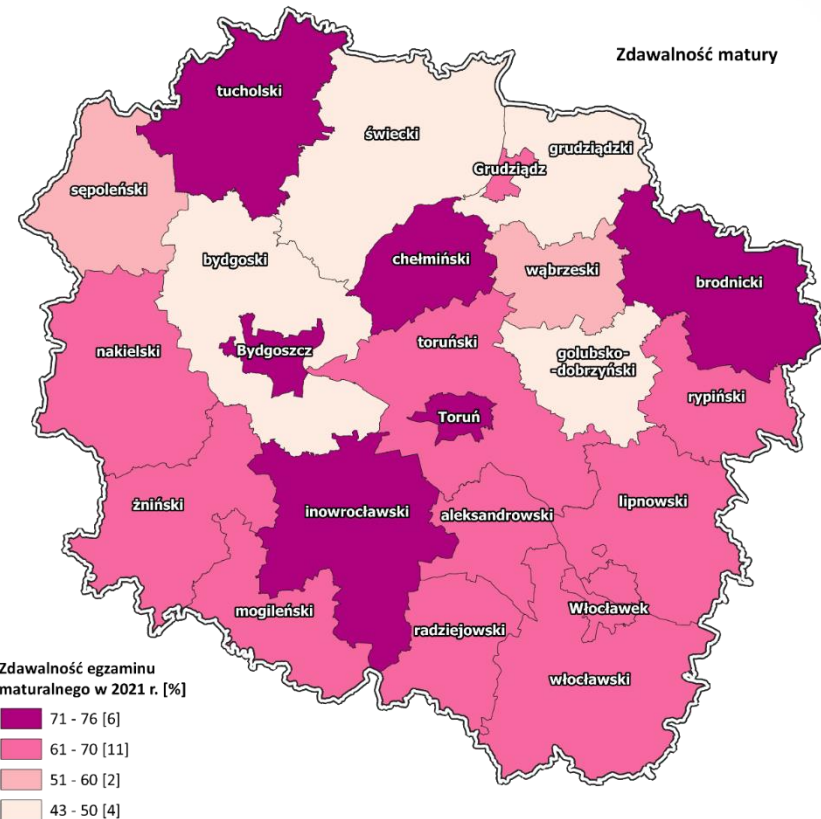 Zdawalność matury
tucholski
świecki
grudziądzki
Grudziądz
sępoleński
bydgoski
chełmiński
wąbrzeski
brodnicki
nakielski
Bydgoszcz
toruński
golubsko-
-dobrzyński
rypiński
Toruń
żniński
inowrocławski
aleksandrowski
lipnowski
mogileński
radziejowski
Włocławek
włocławski
Zdawalność egzaminu
maturalnego w 2021 r. [%]
71 - 76 [6]
61 - 70 [11]
51 - 60 [2]
43 - 50 [4]